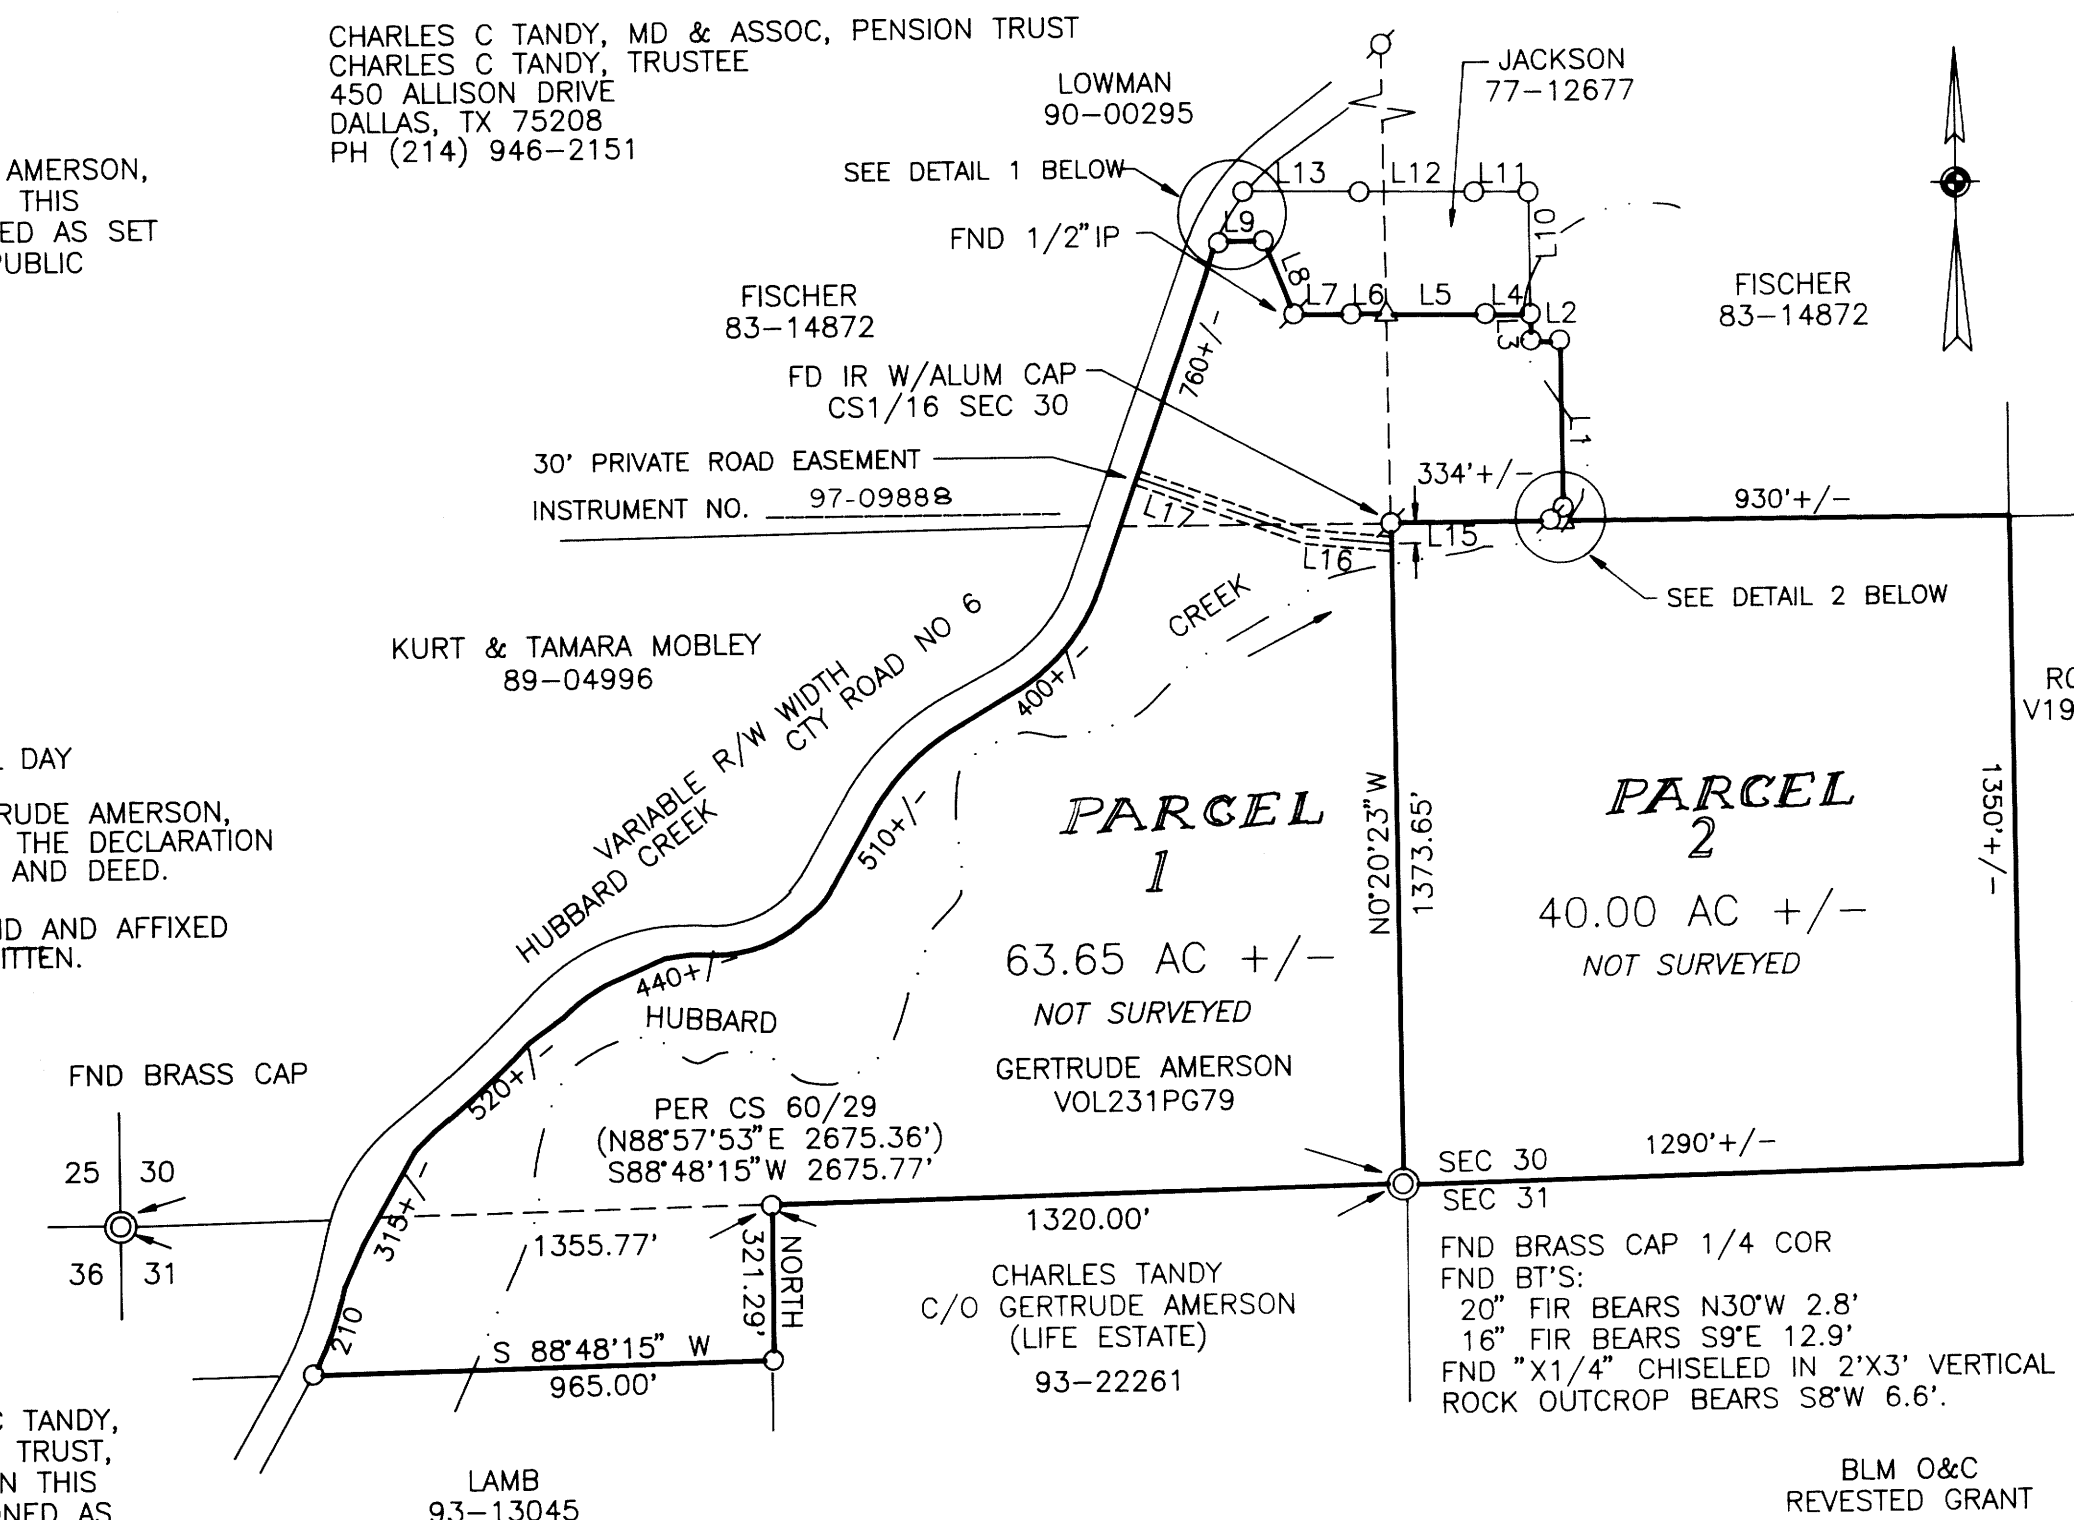 CHARLES C TANDY, MD & ASSOC, PENSION TRUST
CHARLES C TANDY, TRUSTEE
450 ALLISON DRIVE
DALLAS, TX 75208
PH (214) 946-2151
AMERSON,
THIS
ED AS SET
PUBLIC
LOWMAN
90-00295
JACKSON
77-12677
SEE DETAIL 1 BELOW
L13
L12
L11
L10
L9
FND 1/2" IP
L8
L7
L6
L5
L4
L3
L2
FISCHER
83-14872
FISCHER
83-14872
760+/-
FD IR W/ALUM CAP
CS1/16 SEC 30
L1
30' PRIVATE ROAD EASEMENT
INSTRUMENT NO. 97-09888
L17
334'+/-
930'+/-
L15
L16
SEE DETAIL 2 BELOW
CREEK
KURT & TAMARA MOBLEY
89-04996
VARIABLE R/W WIDTH
CTY ROAD NO 6
HUBBARD CREEK
400+/-
510+/-
440+/-
520+/-
315+/-
210
L DAY
RUDE AMERSON,
THE DECLARATION
AND DEED.
ND AND AFFIXED
ITTEN.
PARCEL
1
63.65 AC +/-
NOT SURVEYED
GERTRUDE AMERSON
VOL231PG79
N0°20'23"W
1373.65'
PARCEL
2
40.00 AC +/-
NOT SURVEYED
1350'+/-
RO
V19
HUBBARD
FND BRASS CAP
25 30
36 31
PER CS 60/29
(N88°57'53"E 2675.36')
S88°48'15"W 2675.77'
1355.77'
1320.00'
NORTH
321.29'
S 88°48'15" W
965.00'
SEC 30
SEC 31
1290'+/-
CHARLES TANDY
C/O GERTRUDE AMERSON
(LIFE ESTATE)
93-22261
FND BRASS CAP 1/4 COR
FND BT'S:
20" FIR BEARS N30°W 2.8'
16" FIR BEARS S9°E 12.9'
FND "X1/4" CHISELED IN 2'X3' VERTICAL
ROCK OUTCROP BEARS S8°W 6.6'.
C TANDY,
TRUST,
N THIS
ONED AS
LAMB
93-13045
BLM O&C
REVESTED GRANT